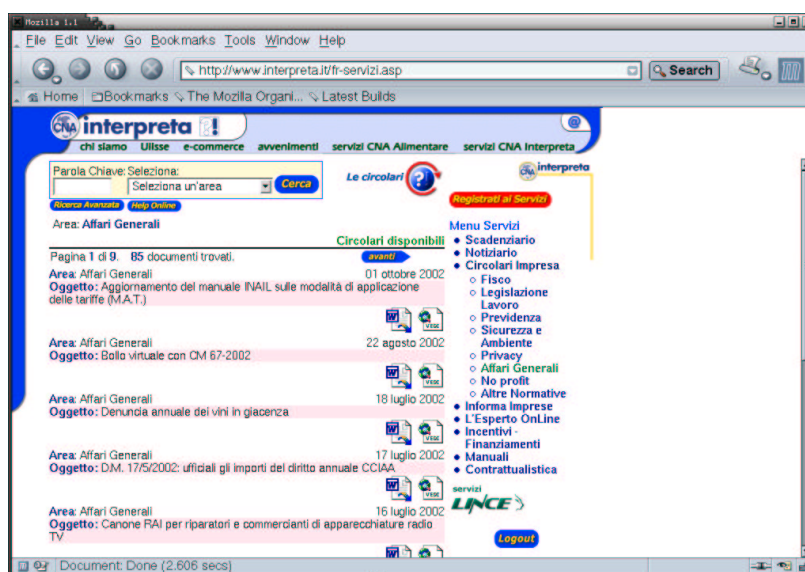 Mozilla 1.1
File Edit View Go Bookmarks Tools Window Help
http://www.interpreta.it/fr-servizi.asp Search
Home Bookmarks The Mozilla Organi... Latest Builds
CNA interpreta ?! @
chi siamo Ulisse e-commerce avvenimenti servizi CNA Alimentare servizi CNA Interpreta
Parola Chiave: Seleziona:
Seleziona un'area Cerca
Ricerca Avanzata Help Online
Le circolari ?
CNA interpreta
Registrati ai Servizi
Area: Affari Generali
Circolari disponibili
Pagina 1 di 9. 85 documenti trovati. avanti
Area: Affari Generali 01 ottobre 2002
Oggetto: Aggiornamento del manuale INAIL sulle modalità di applicazione
delle tariffe (M.A.T.)
Area: Affari Generali 22 agosto 2002
Oggetto: Bollo virtuale con CM 67-2002
Area: Affari Generali 18 luglio 2002
Oggetto: Denuncia annuale dei vini in giacenza
Area: Affari Generali 17 luglio 2002
Oggetto: D.M. 17/5/2002: ufficiali gli importi del diritto annuale CCIAA
Area: Affari Generali 16 luglio 2002
Oggetto: Canone RAI per riparatori e commercianti di apparecchiature radio
TV
Menu Servizi
Scadenziario
Notiziario
Circolari Impresa
Fisco
Legislazione
Lavoro
Previdenza
Sicurezza e
Ambiente
Privacy
Affari Generali
No profit
Altre Normative
Informa Imprese
L'Esperto OnLine
Incentivi -
Finanziamenti
Manuali
Contrattualistica
servizi
LINCE
Logout
Document: Done (2.606 secs)